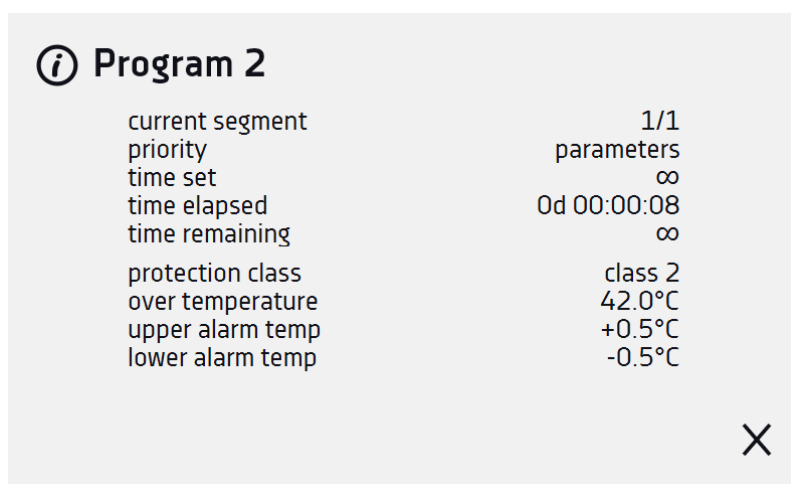 Program 2
current segment 1/1
priority parameters
time set ∞
time elapsed 0d 00:00:08
time remaining ∞
protection class class 2
over temperature 42.0°C
upper alarm temp +0.5°C
lower alarm temp -0.5°C